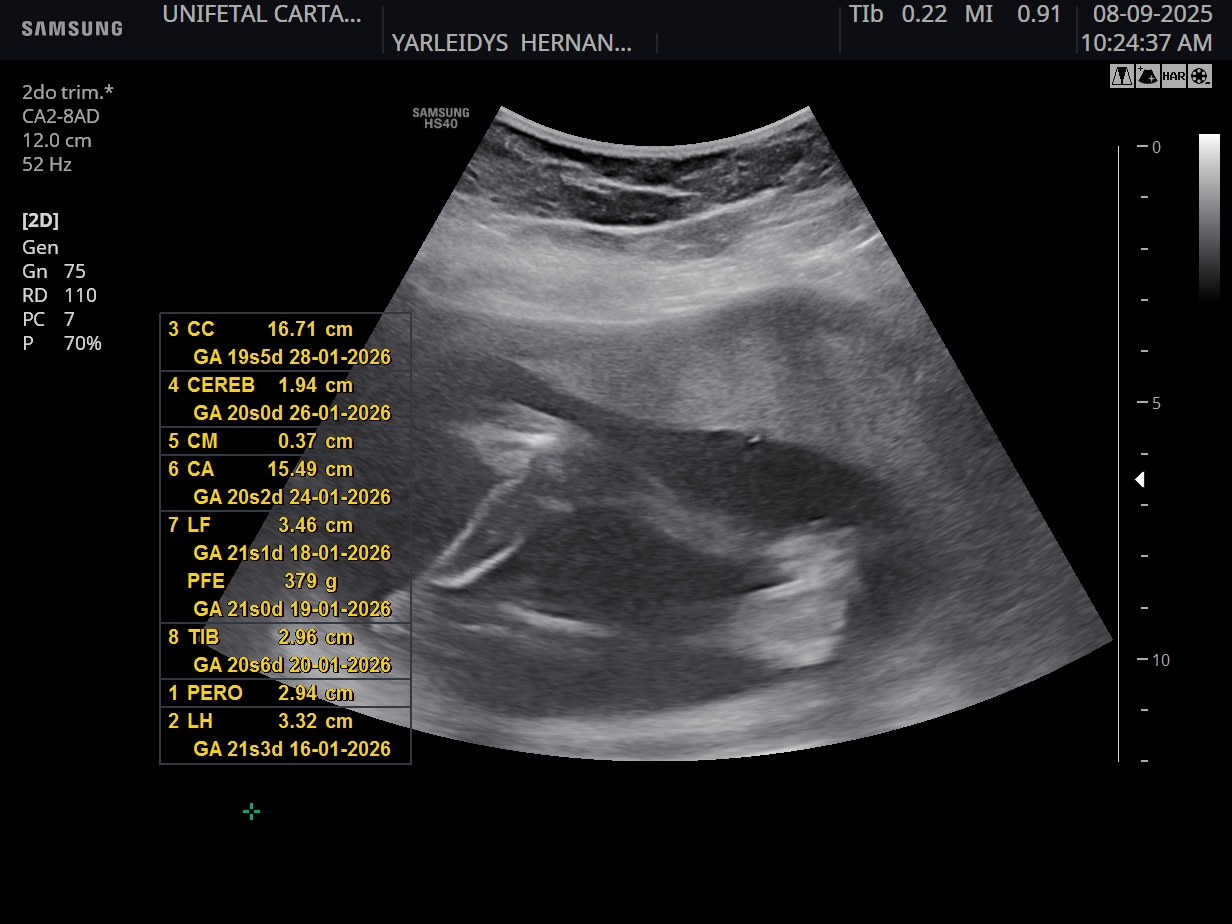 SAMSUNG
UNIFETAL CARTA...
YARLEIDYS HERNAN...
TIb 0.22 MI 0.91
08-09-2025
10:24:37 AM
HAR
2do trim.*
CA2-8AD
12.0 cm
52 Hz
[2D]
Gen
Gn 75
RD 110
PC 7
P 70%
SAMSUNG
HS40
3 CC 16.71 cm
GA 19s5d 28-01-2026
4 CEREB 1.94 cm
GA 20s0d 26-01-2026
5 CM 0.37 cm
6 CA 15.49 cm
GA 20s2d 24-01-2026
7 LF 3.46 cm
GA 21s1d 18-01-2026
PFE 379 g
GA 21s0d 19-01-2026
8 TIB 2.96 cm
GA 20s6d 20-01-2026
1 PERO 2.94 cm
2 LH 3.32 cm
GA 21s3d 16-01-2026
0
5
10